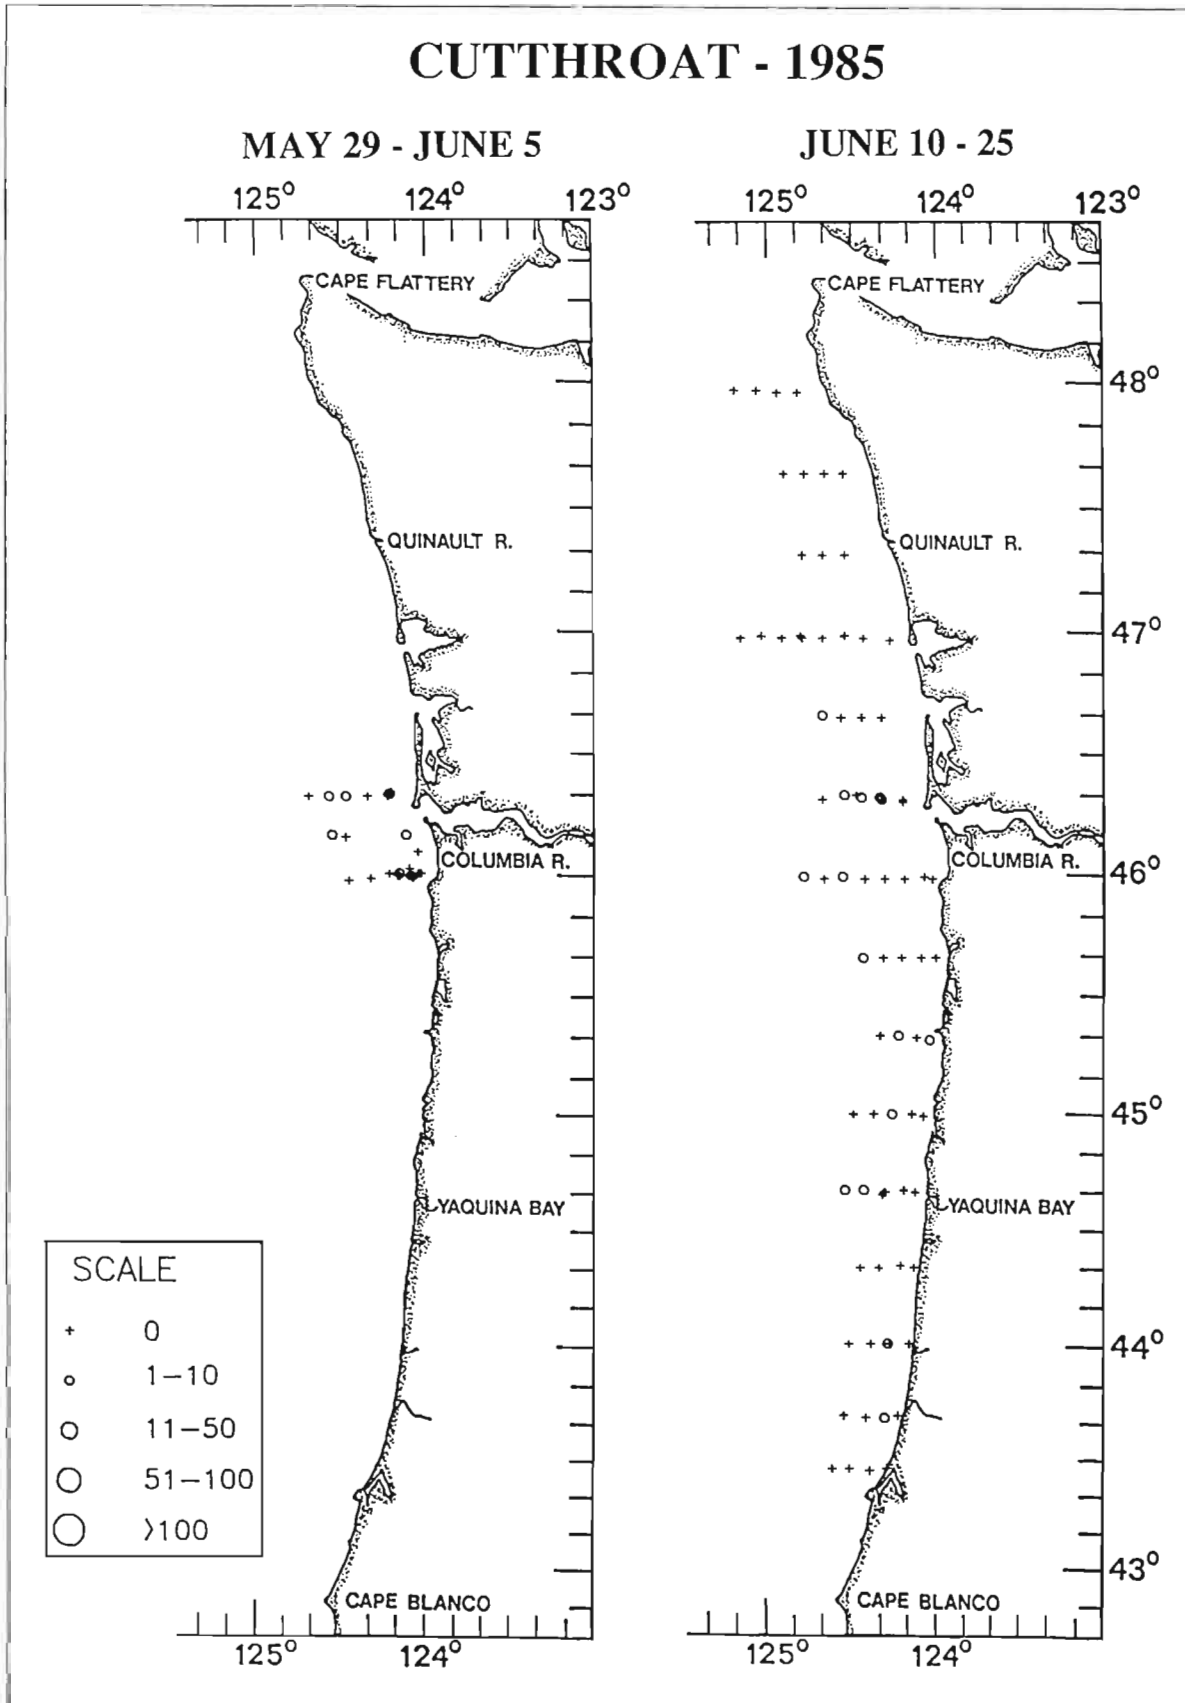 CUTTHROAT - 1985
MAY 29 - JUNE 5
125° 124° 123°
CAPE FLATTERY
QUINAULT R.
COLUMBIA R.
YAQUINA BAY
CAPE BLANCO
125° 124°
JUNE 10 - 25
125° 124° 123°
CAPE FLATTERY
48°
QUINAULT R.
47°
COLUMBIA R.
46°
45°
YAQUINA BAY
44°
43°
CAPE BLANCO
125° 124°
SCALE
+ 0
1-10
11-50
51-100
>100